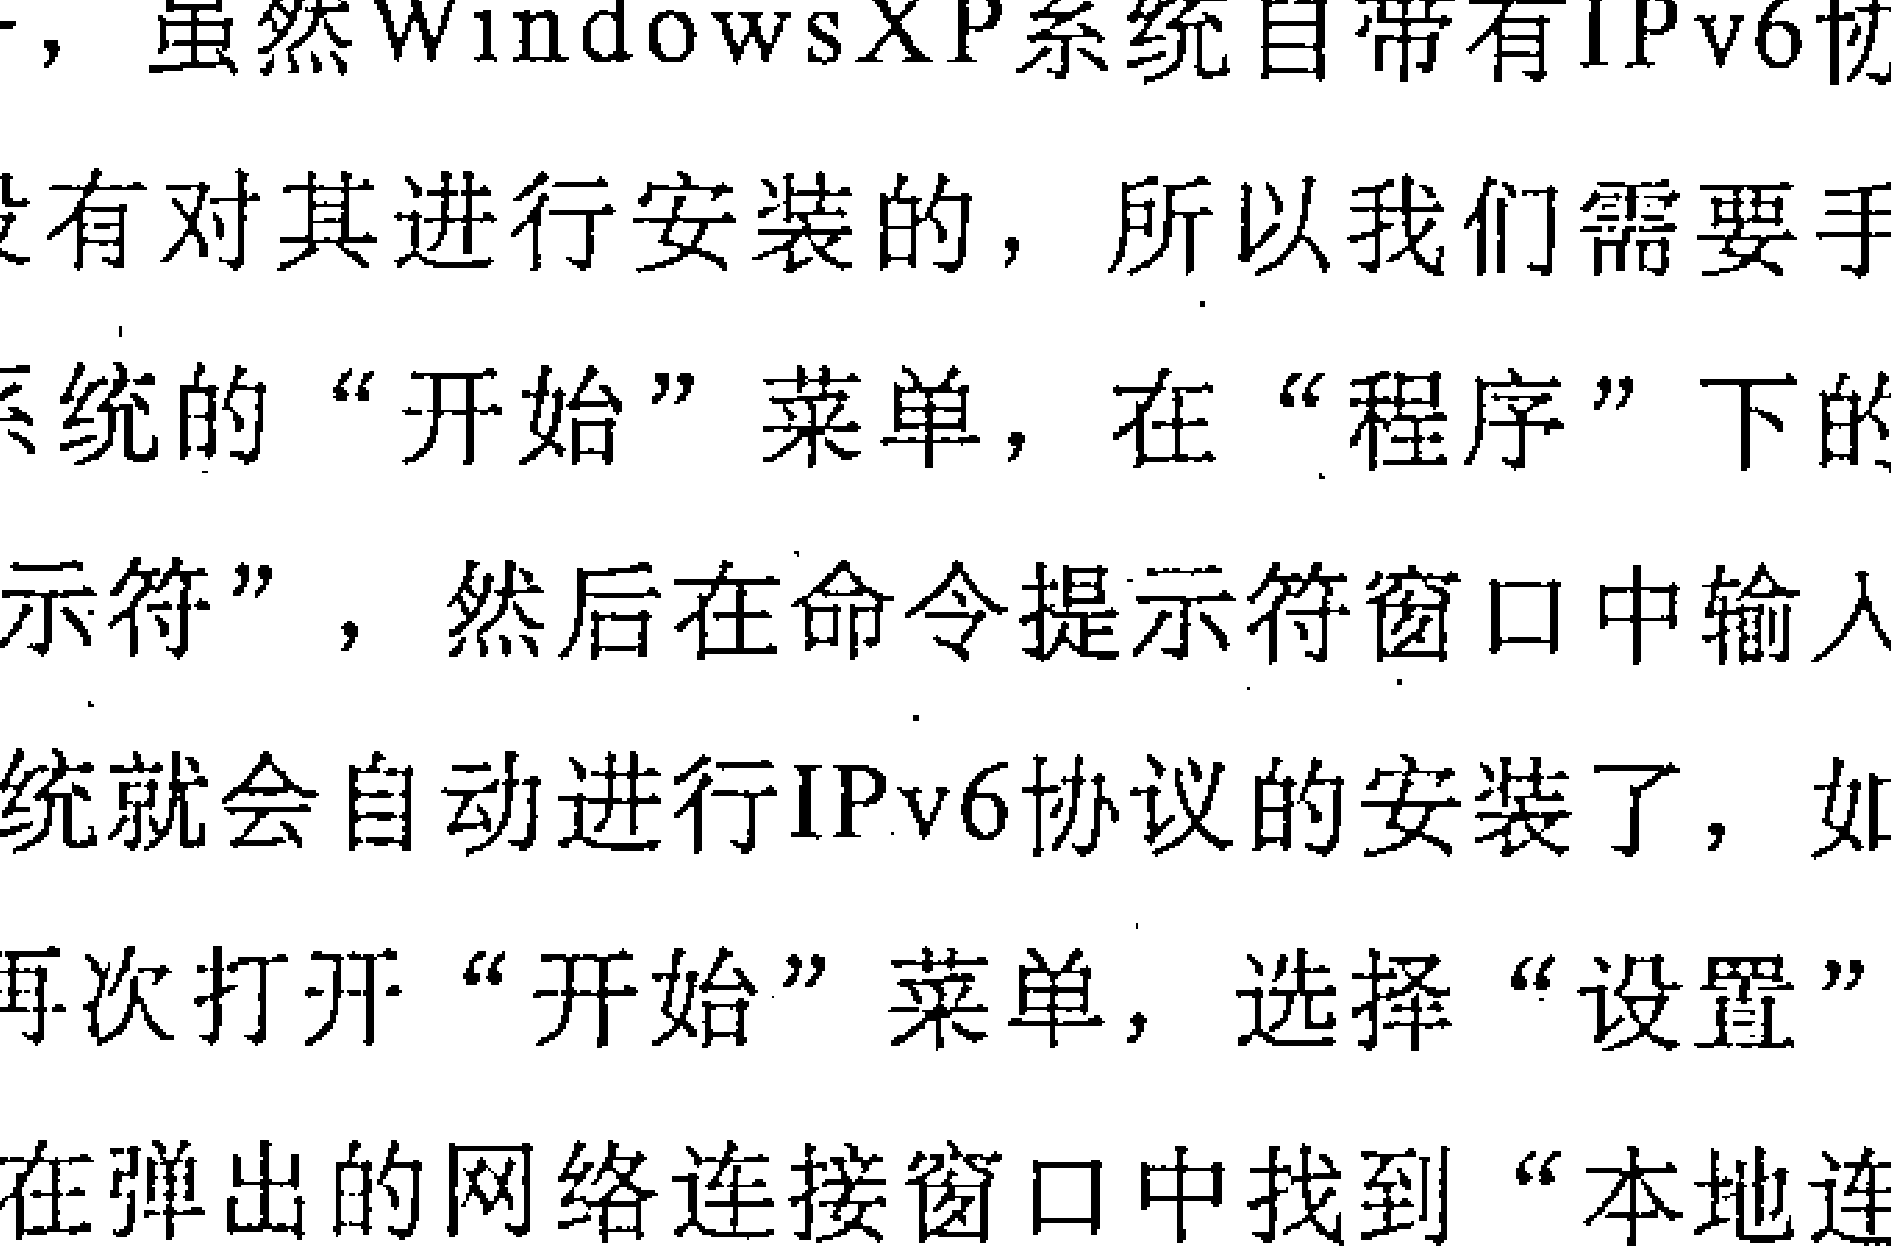 ，虽然WindowsXP系统自带有IPv6协
没有对其进行安装的，所以我们需要手
系统的“开始”菜单，在“程序”下的
示符”，然后在命令提示符窗口中输入
统就会自动进行IPv6协议的安装了，如
再次打开“开始”菜单，选择“设置”
在弹出的网络连接窗口中找到“本地连